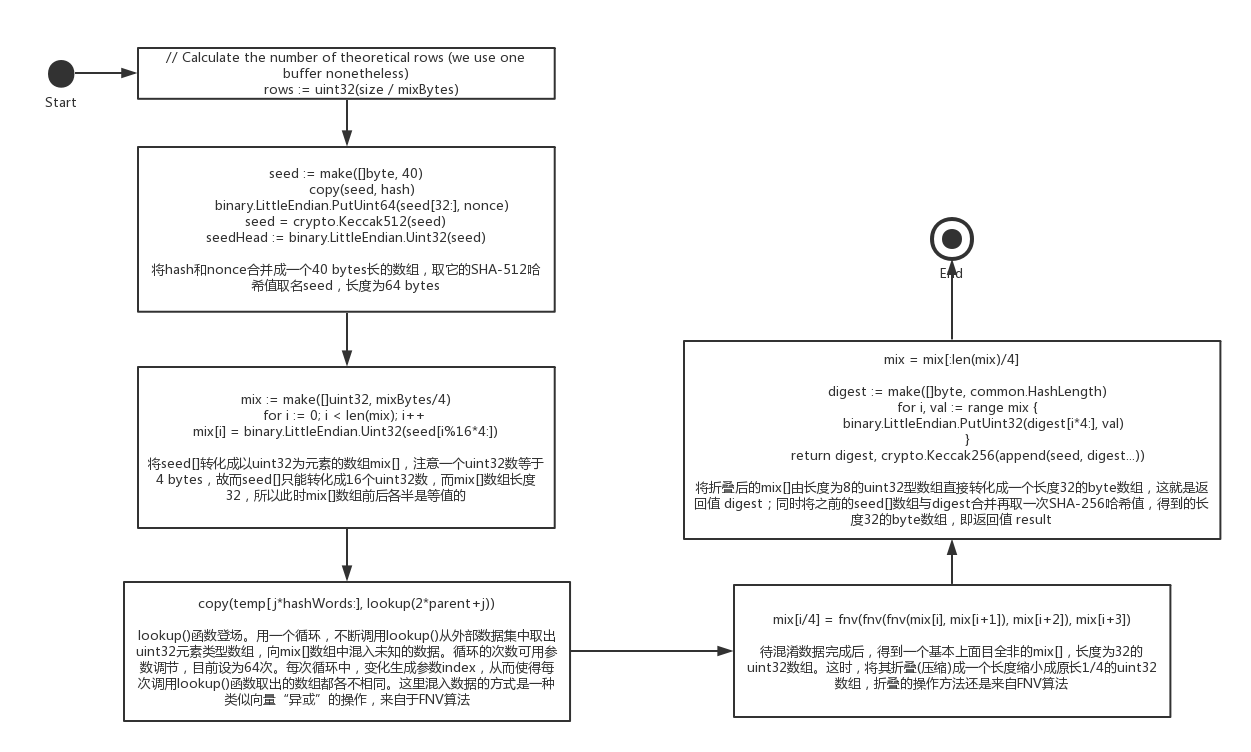 Start
// Calculate the number of theoretical rows (we use one
buffer nonetheless)
rows := uint32(size / mixBytes)
seed := make([]byte, 40)
copy(seed, hash)
binary.LittleEndian.PutUint64(seed[32:], nonce)
seed = crypto.Keccak512(seed)
seedHead := binary.LittleEndian.Uint32(seed)
将hash和nonce合并成一个40 bytes长的数组，取它的SHA-512哈
希值取名seed，长度为64 bytes
mix := make([]uint32, mixBytes/4)
for i := 0; i < len(mix); i++
mix[i] = binary.LittleEndian.Uint32(seed[i%16*4:])
将seed[]转化成以uint32为元素的数组mix[]，注意一个uint32数等于
4 bytes，故而seed[]只能转化成16个uint32数，而mix[]数组长度
32，所以此时mix[]数组前后各半是等值的
copy(temp[j*hashWords:], lookup(2*parent+j))
lookup()函数登场。用一个循环，不断调用lookup()从外部数据集中取出
uint32元素类型数组，向mix[]数组中混入未知的数据。循环的次数可用参
数调节，目前设为64次。每次循环中，变化生成参数index，从而使得每
次调用lookup()函数取出的数组都各不相同。这里混入数据的方式是一种
类似向量“异或”的操作，来自于FNV算法
mix[i/4] = fnv(fnv(fnv(mix[i], mix[i+1]), mix[i+2]), mix[i+3])
待混淆数据完成后，得到一个基本上面目全非的mix[]，长度为32的
uint32数组。这时，将其折叠(压缩)成一个长度缩小成原长1/4的uint32
数组，折叠的操作方法还是来自FNV算法
mix = mix[:len(mix)/4]
digest := make([]byte, common.HashLength)
for i, val := range mix {
binary.LittleEndian.PutUint32(digest[i*4:], val)
}
return digest, crypto.Keccak256(append(seed, digest...))
将折叠后的mix[]由长度为8的uint32型数组直接转化成一个长度32的byte数组，这就是返
回值 digest；同时将之前的seed[]数组与digest合并再取一次SHA-256哈希值，得到的长
度32的byte数组，即返回值 result
End